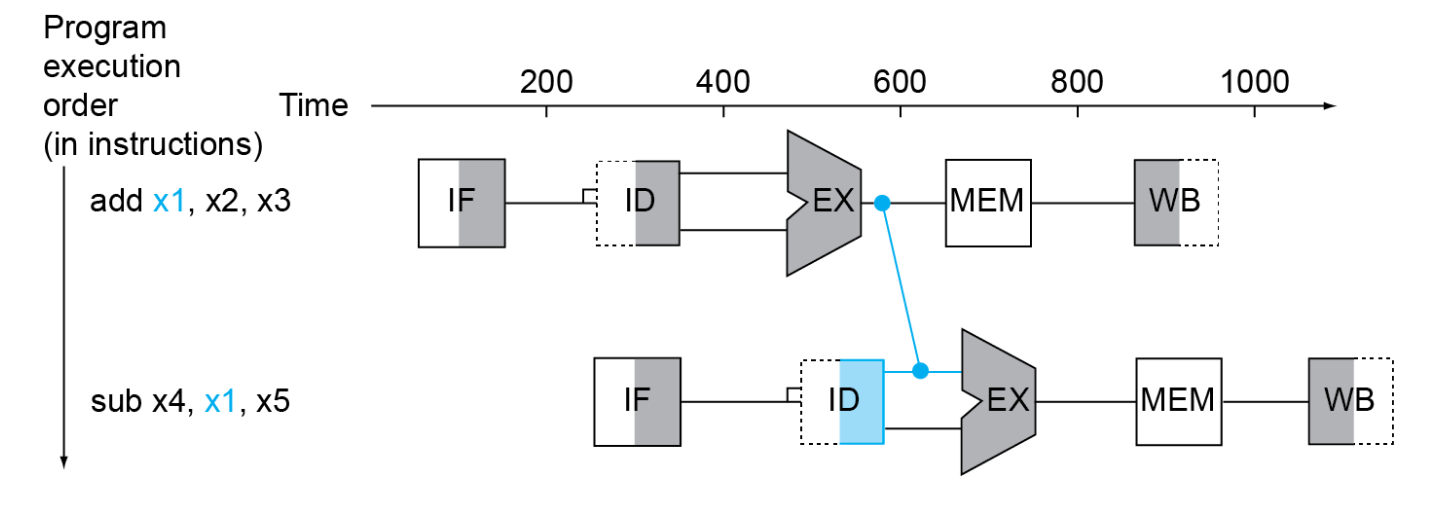 Program
execution
order
(in instructions)
Time
200 400 600 800 1000
add x1, x2, x3
IF ID EX MEM WB
sub x4, x1, x5
IF ID EX MEM WB